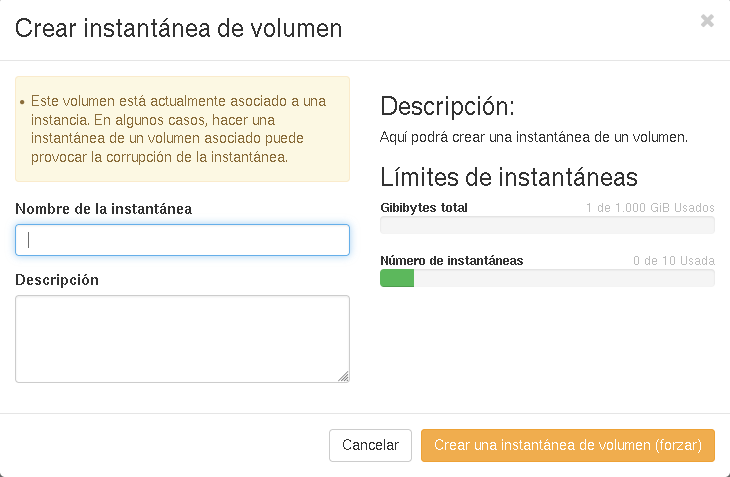 Crear instantánea de volumen
×
• Este volumen está actualmente asociado a una
instancia. En algunos casos, hacer una
instantánea de un volumen asociado puede
provocar la corrupción de la instantánea.
Nombre de la instantánea
Descripción
Descripción:
Aquí podrá crear una instantánea de un volumen.
Límites de instantáneas
Gibibytes total 1 de 1.000 GiB Usados
Número de instantáneas 0 de 10 Usada
Cancelar
Crear una instantánea de volumen (forzar)